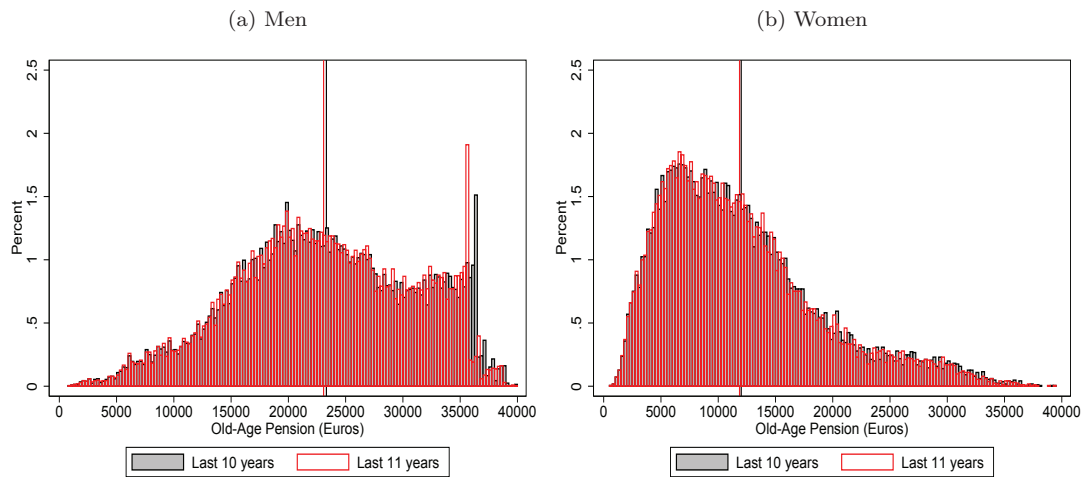 (a) Men
2.5
2
1.5
1
.5
0
Percent
0 5000 10000 15000 20000 25000 30000 35000 40000
Old-Age Pension (Euros)
Last 10 years Last 11 years
(b) Women
2.5
2
1.5
1
.5
0
Percent
0 5000 10000 15000 20000 25000 30000 35000 40000
Old-Age Pension (Euros)
Last 10 years Last 11 years